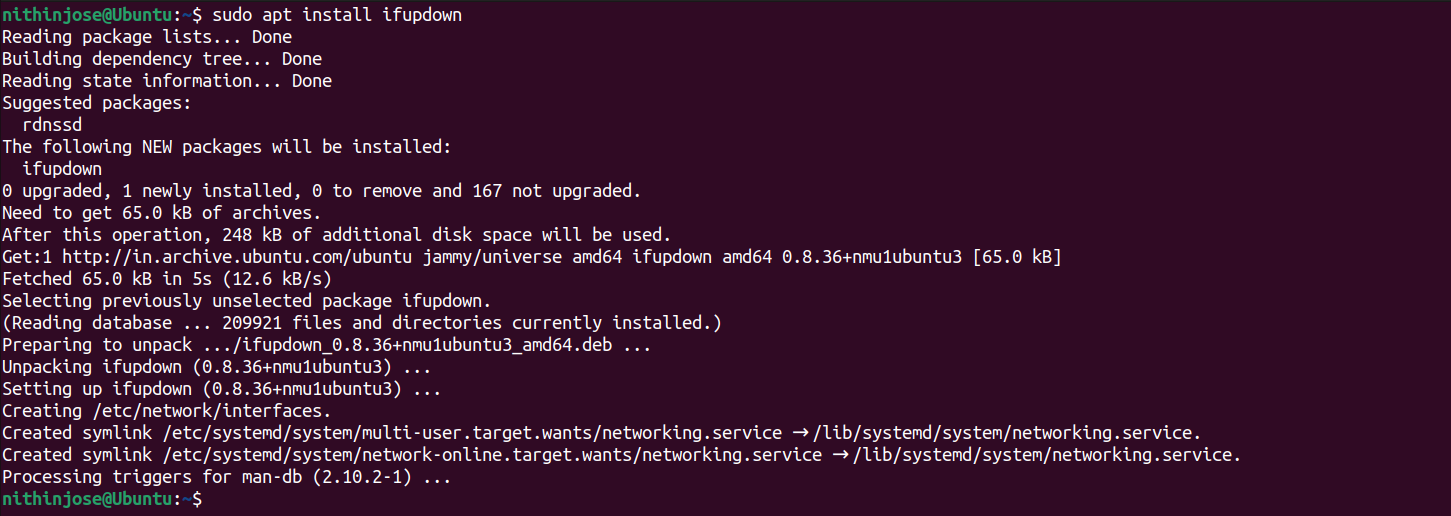 nithinjose@Ubuntu:~$ sudo apt install ifupdown
Reading package lists... Done
Building dependency tree... Done
Reading state information... Done
Suggested packages:
  rdnssd
The following NEW packages will be installed:
  ifupdown
0 upgraded, 1 newly installed, 0 to remove and 167 not upgraded.
Need to get 65.0 kB of archives.
After this operation, 248 kB of additional disk space will be used.
Get:1 http://in.archive.ubuntu.com/ubuntu jammy/universe amd64 ifupdown amd64 0.8.36+nmu1ubuntu3 [65.0 kB]
Fetched 65.0 kB in 5s (12.6 kB/s)
Selecting previously unselected package ifupdown.
(Reading database ... 209921 files and directories currently installed.)
Preparing to unpack .../ifupdown_0.8.36+nmu1ubuntu3_amd64.deb ...
Unpacking ifupdown (0.8.36+nmu1ubuntu3) ...
Setting up ifupdown (0.8.36+nmu1ubuntu3) ...
Creating /etc/network/interfaces.
Created symlink /etc/systemd/system/multi-user.target.wants/networking.service → /lib/systemd/system/networking.service.
Created symlink /etc/systemd/system/network-online.target.wants/networking.service → /lib/systemd/system/networking.service.
Processing triggers for man-db (2.10.2-1) ...
nithinjose@Ubuntu:~$